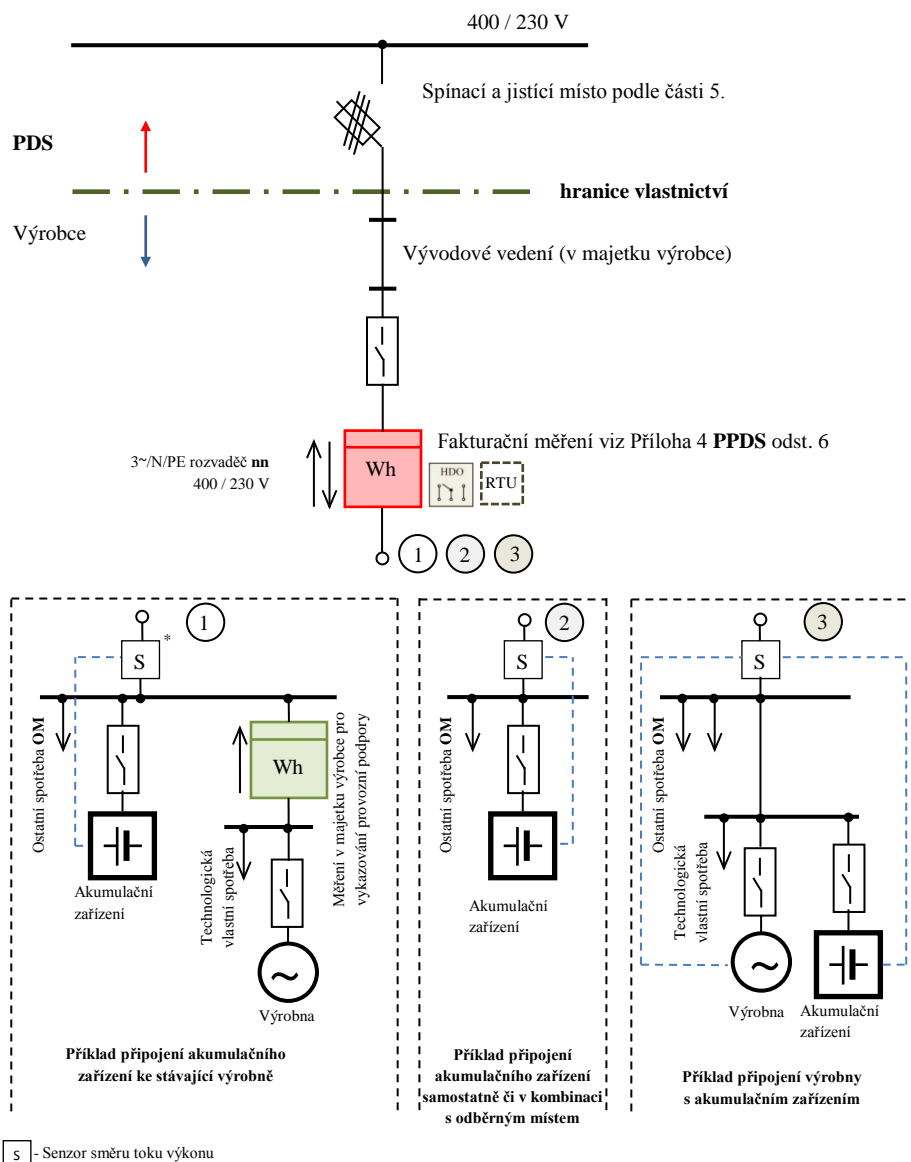 400 / 230 V
Spínací a jistící místo podle části 5.
PDS
hranice vlastnictví
Výrobce
Vývodové vedení (v majetku výrobce)
Fakturační měření viz Příloha 4 PPDS odst. 6
3~/N/PE rozvaděč nn
400 / 230 V
Wh
HDO
RTU
1
2
3
1
S
*
Ostatní spotřeba OM
Wh
Měření v majetku výrobce pro
vykazování provozní podpory
Akumulační
zařízení
Technologická
vlastní spotřeba
~
Výrobna
Příklad připojení akumulačního
zařízení ke stávající výrobně
2
S
Ostatní spotřeba OM
Akumulační
zařízení
Příklad připojení
akumulačního zařízení
samostatně či v kombinaci
s odběrným místem
3
S
Ostatní spotřeba OM
Technologická
vlastní spotřeba
~
Výrobna
Akumulační
zařízení
Příklad připojení výrobny
s akumulačním zařízením
S - Senzor směru toku výkonu